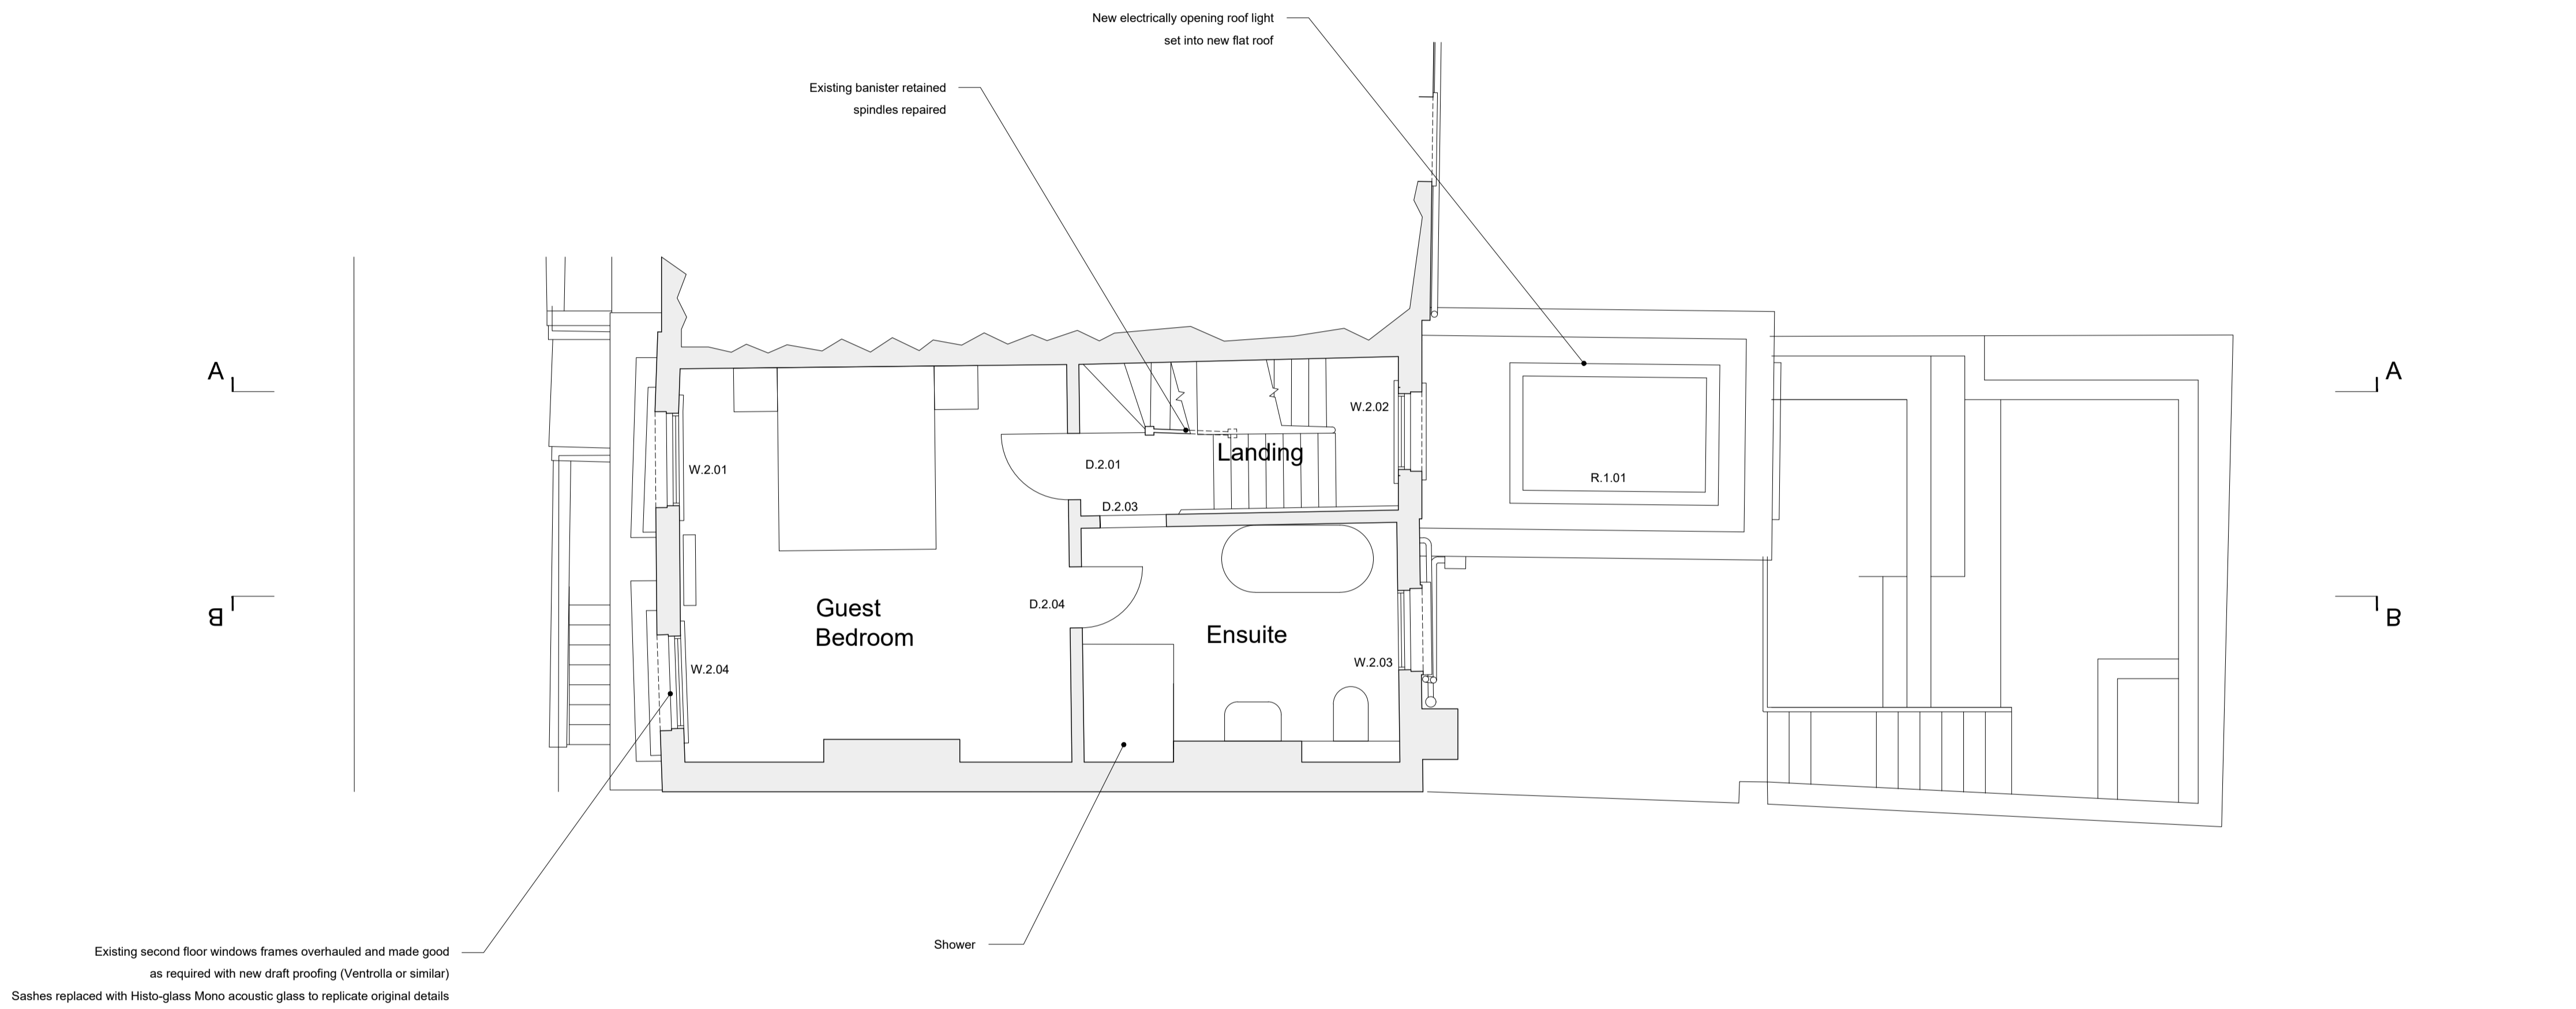 New electrically opening roof light
set into new flat roof
Existing banister retained
spindles repaired
A
A
W.2.02
Landing
W.2.01
D.2.01
R.1.01
D.2.03
B
B
Guest
Bedroom
D.2.04
Ensuite
W.2.03
W.2.04
Shower
Existing second floor windows frames overhauled and made good
as required with new draft proofing (Ventrolla or similar)
Sashes replaced with Histo-glass Mono acoustic glass to replicate original details